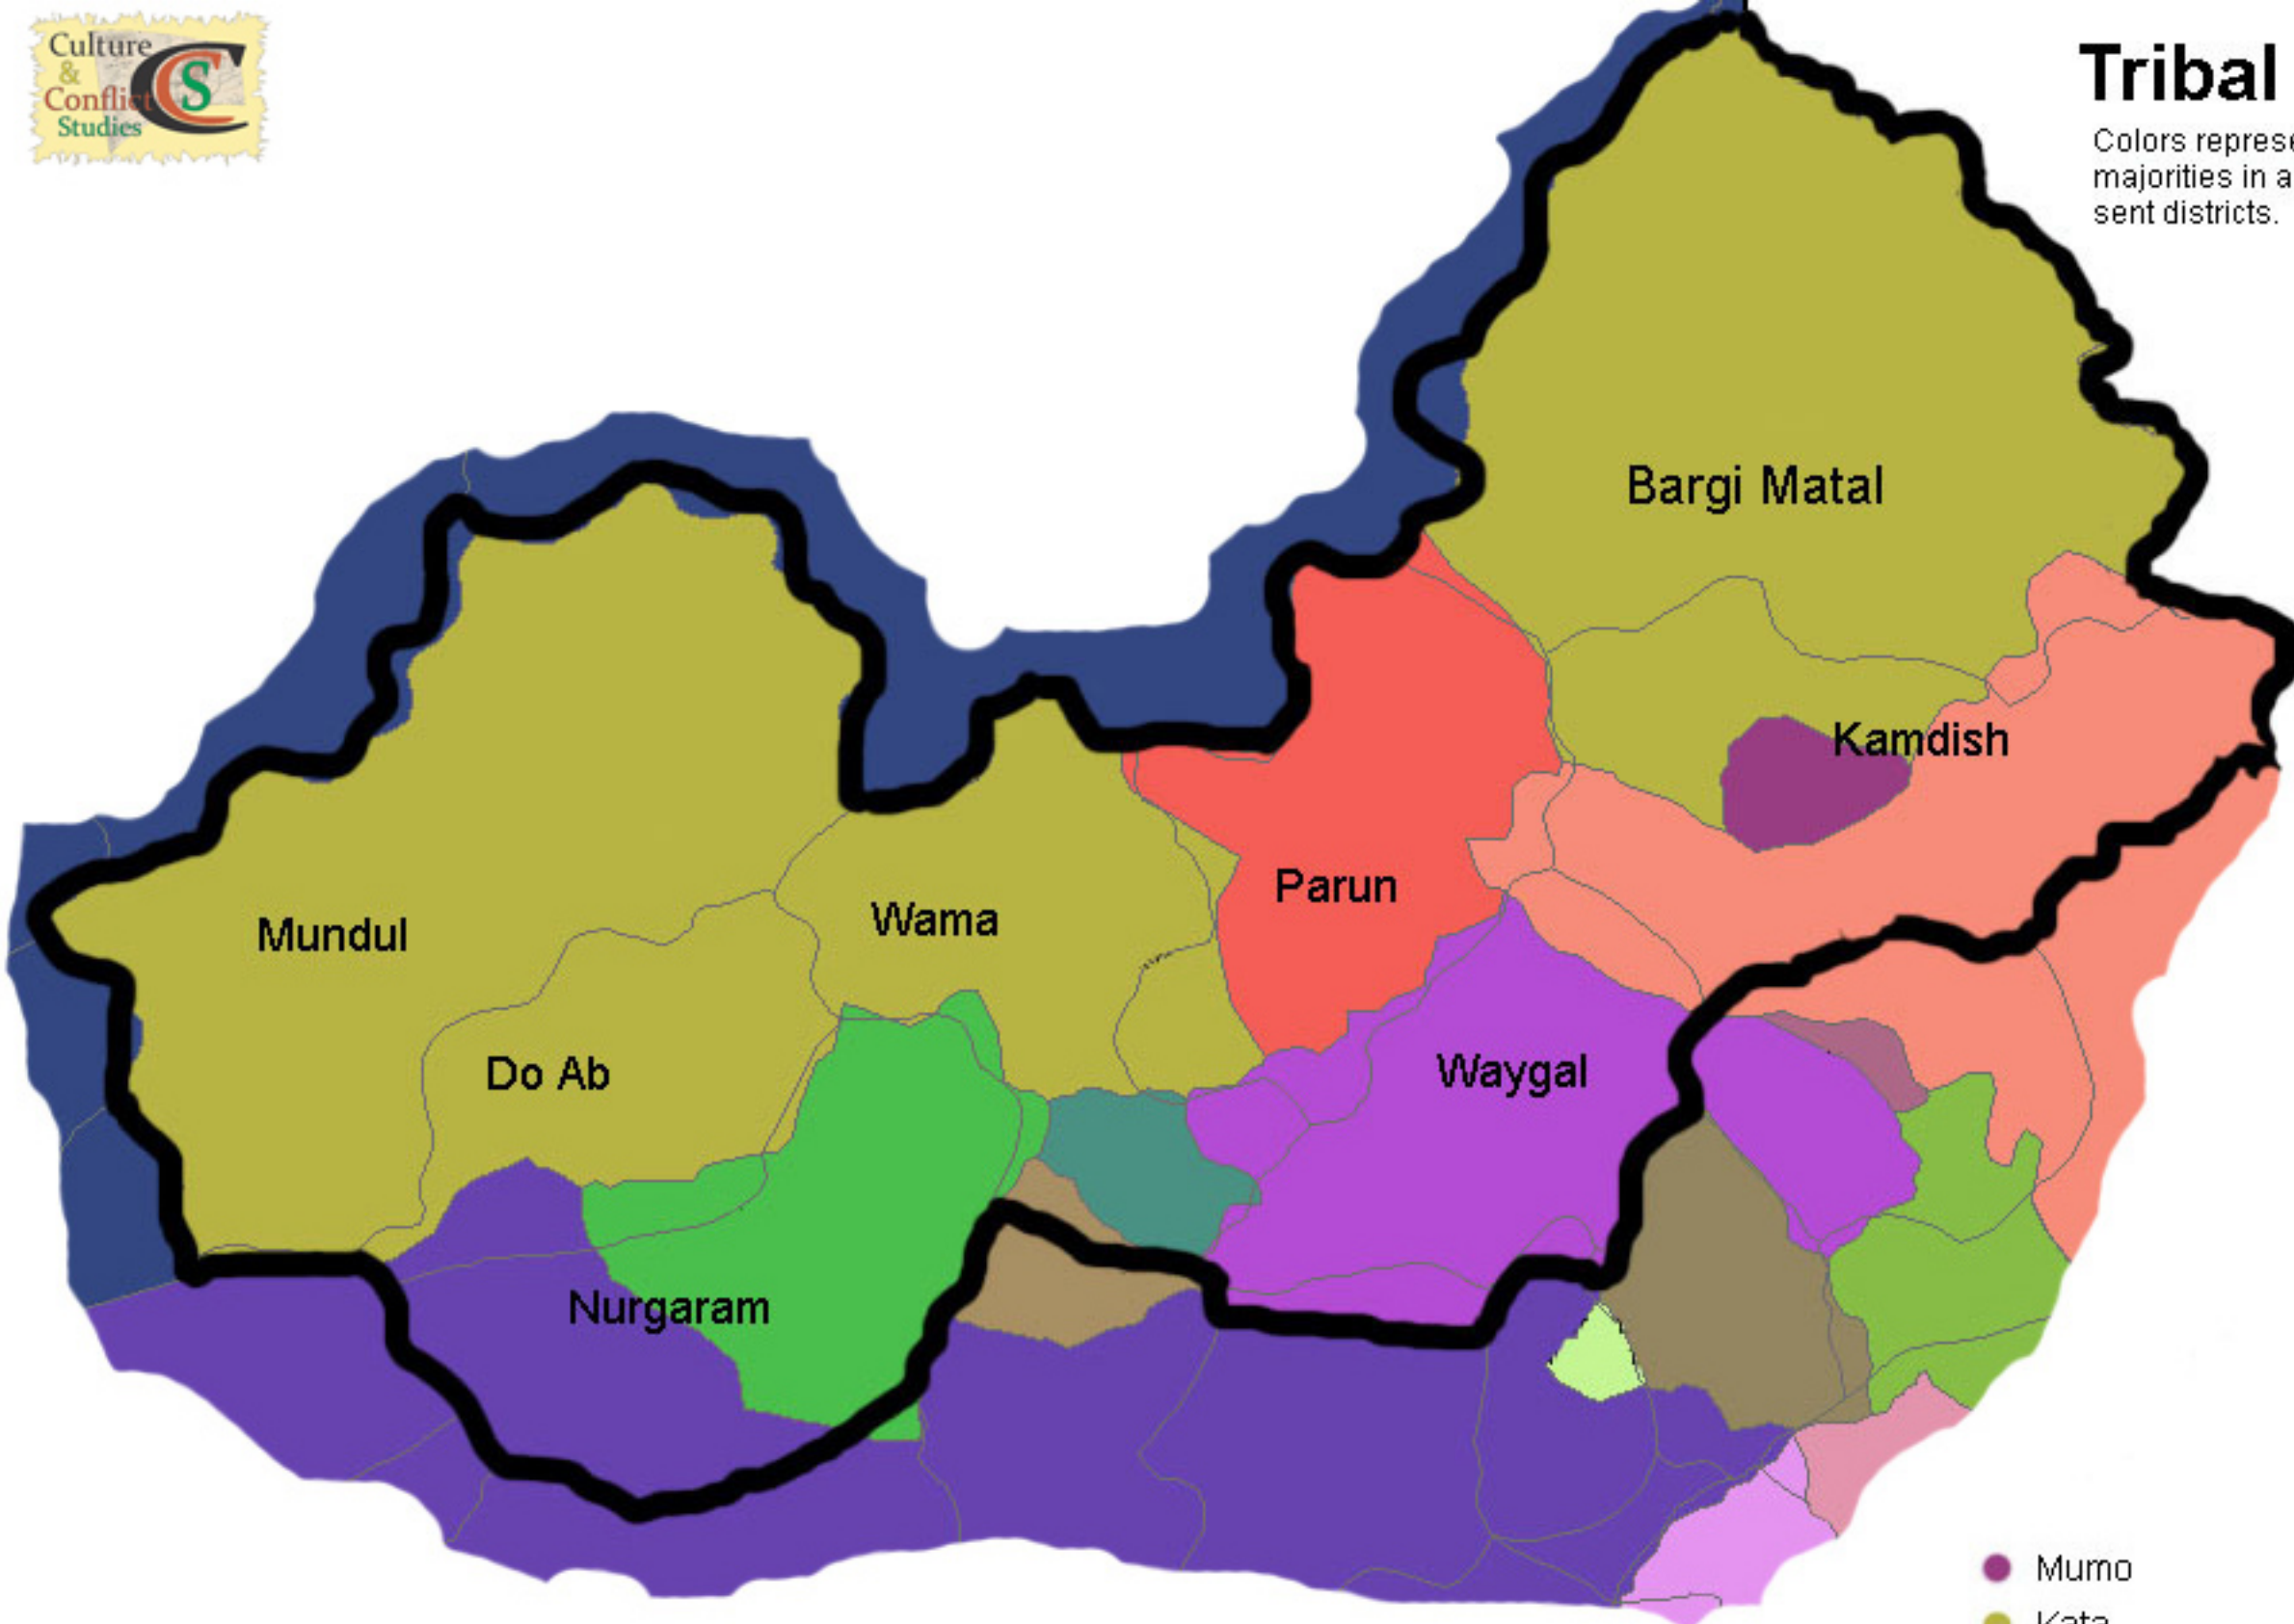 Culture
&
Conflict
Studies
CCS
Tribal
Colors represe
majorities in a
sent districts.
Bargi Matal
Kamdish
Parun
Wama
Mundul
Do Ab
Waygal
Nurgaram
Mumo
Kata